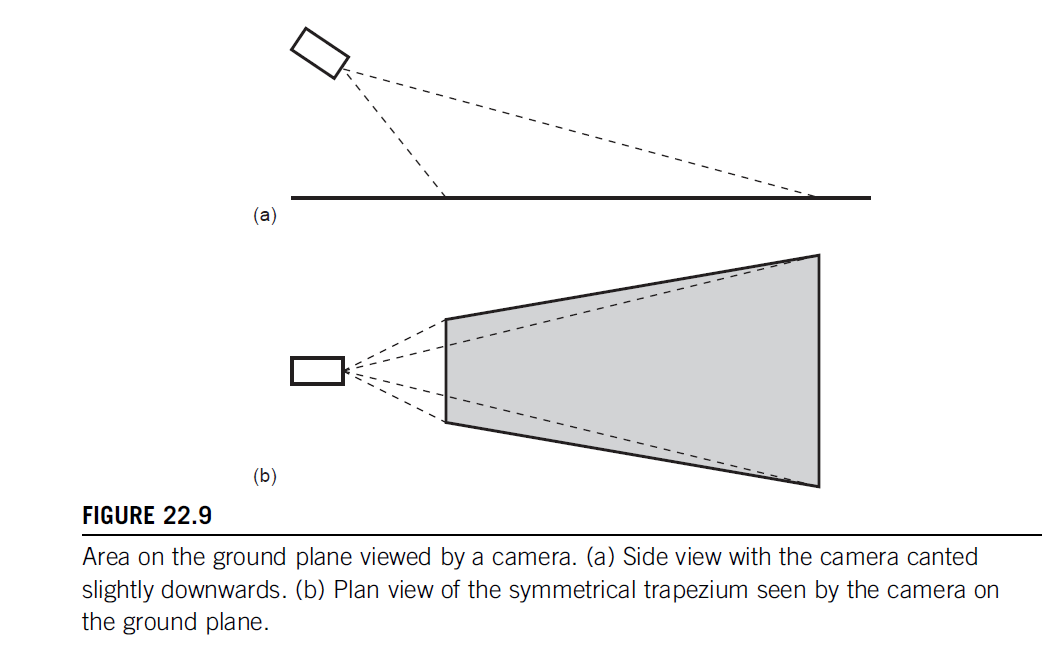 (a)
(b)
FIGURE 22.9
Area on the ground plane viewed by a camera. (a) Side view with the camera canted
slightly downwards. (b) Plan view of the symmetrical trapezium seen by the camera on
the ground plane.